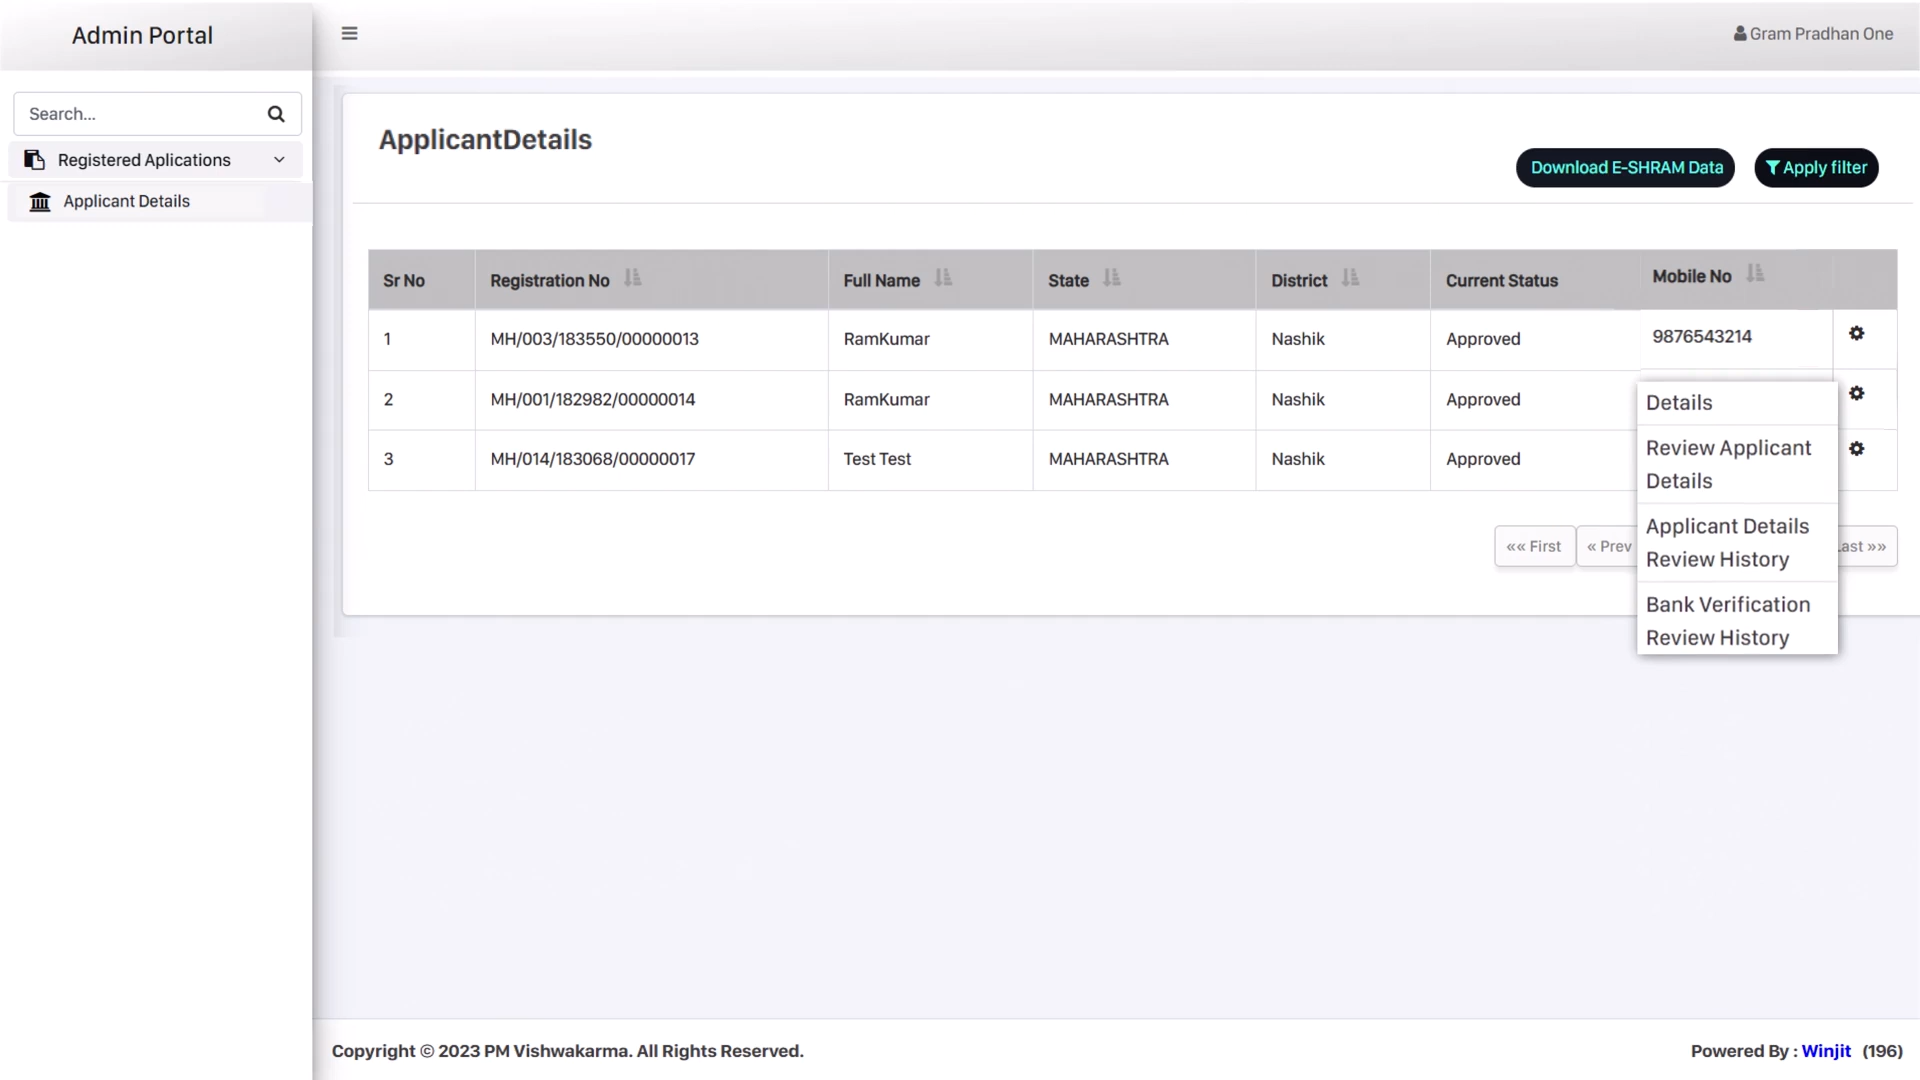 Admin Portal
Gram Pradhan One
Search...
Registered Aplications
Applicant Details
ApplicantDetails
Download E-SHRAM Data
Apply filter
Sr No Registration No Full Name State District Current Status Mobile No
1 MH/003/183550/00000013 RamKumar MAHARASHTRA Nashik Approved 9876543214
2 MH/001/182982/00000014 RamKumar MAHARASHTRA Nashik Approved
3 MH/014/183068/00000017 Test Test MAHARASHTRA Nashik Approved
Details
Review Applicant
Details
Applicant Details
Review History
Bank Verification
Review History
«« First « Prev ast »»
Copyright © 2023 PM Vishwakarma. All Rights Reserved.
Powered By : Winjit (196)